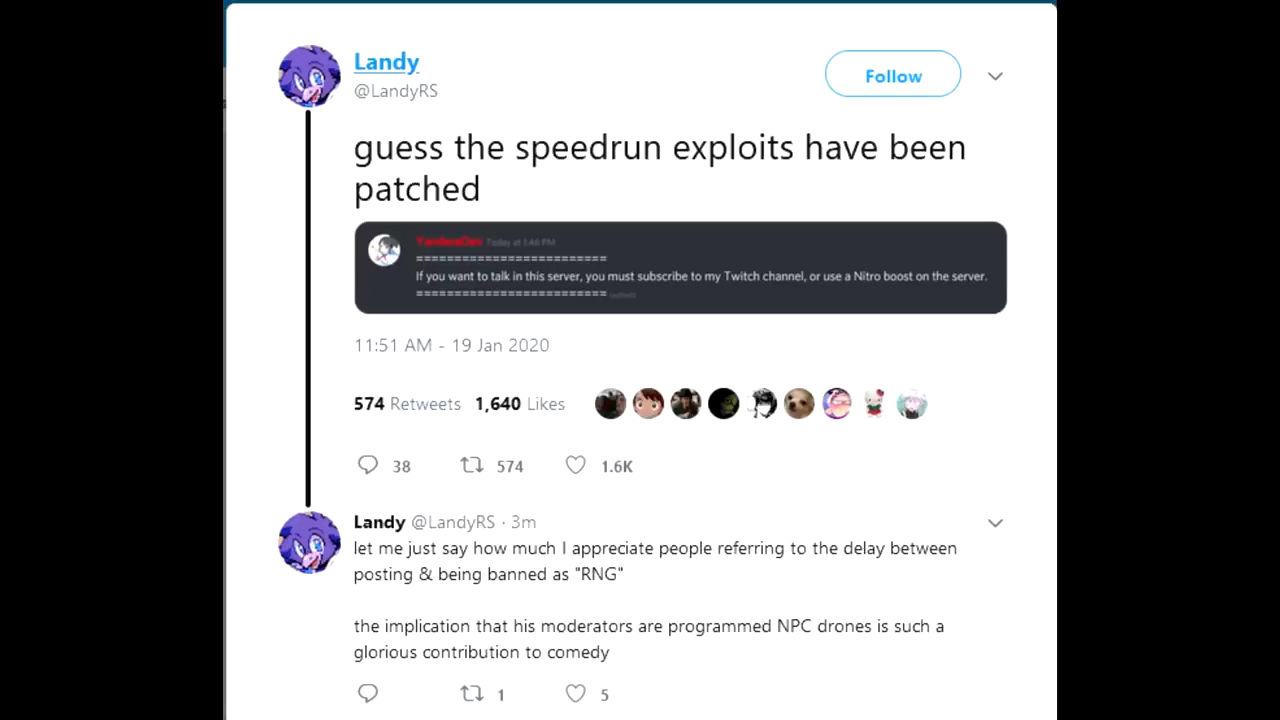 Landy
@LandyRS
Follow
guess the speedrun exploits have been
patched
YandereDev Today at 1:46 PM
=========================
If you want to talk in this server, you must subscribe to my Twitch channel, or use a Nitro boost on the server.
========================= (edited)
11:51 AM - 19 Jan 2020
574 Retweets 1,640 Likes
38 574 1.6K
Landy @LandyRS · 3m
let me just say how much I appreciate people referring to the delay between
posting & being banned as "RNG"
the implication that his moderators are programmed NPC drones is such a
glorious contribution to comedy
1 5